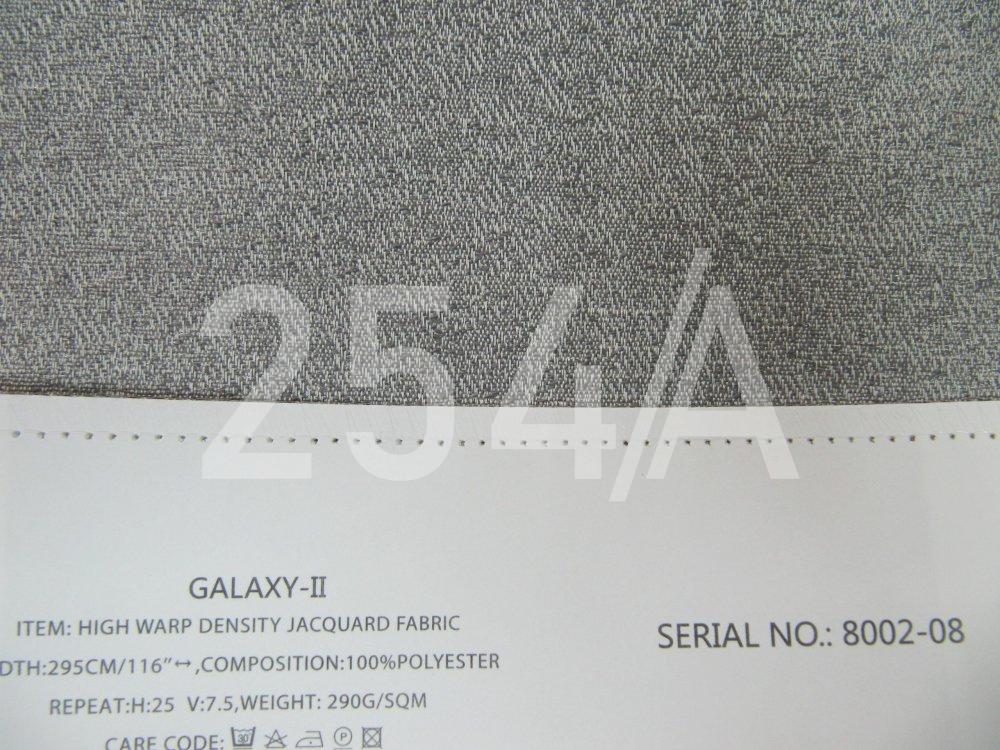 254/A
GALAXY-II
ITEM: HIGH WARP DENSITY JACQUARD FABRIC
DTH:295CM/116"↔,COMPOSITION:100%POLYESTER
REPEAT:H:25 V:7.5,WEIGHT: 290G/SQM
CARE CODE: 30 P
SERIAL NO.: 8002-08